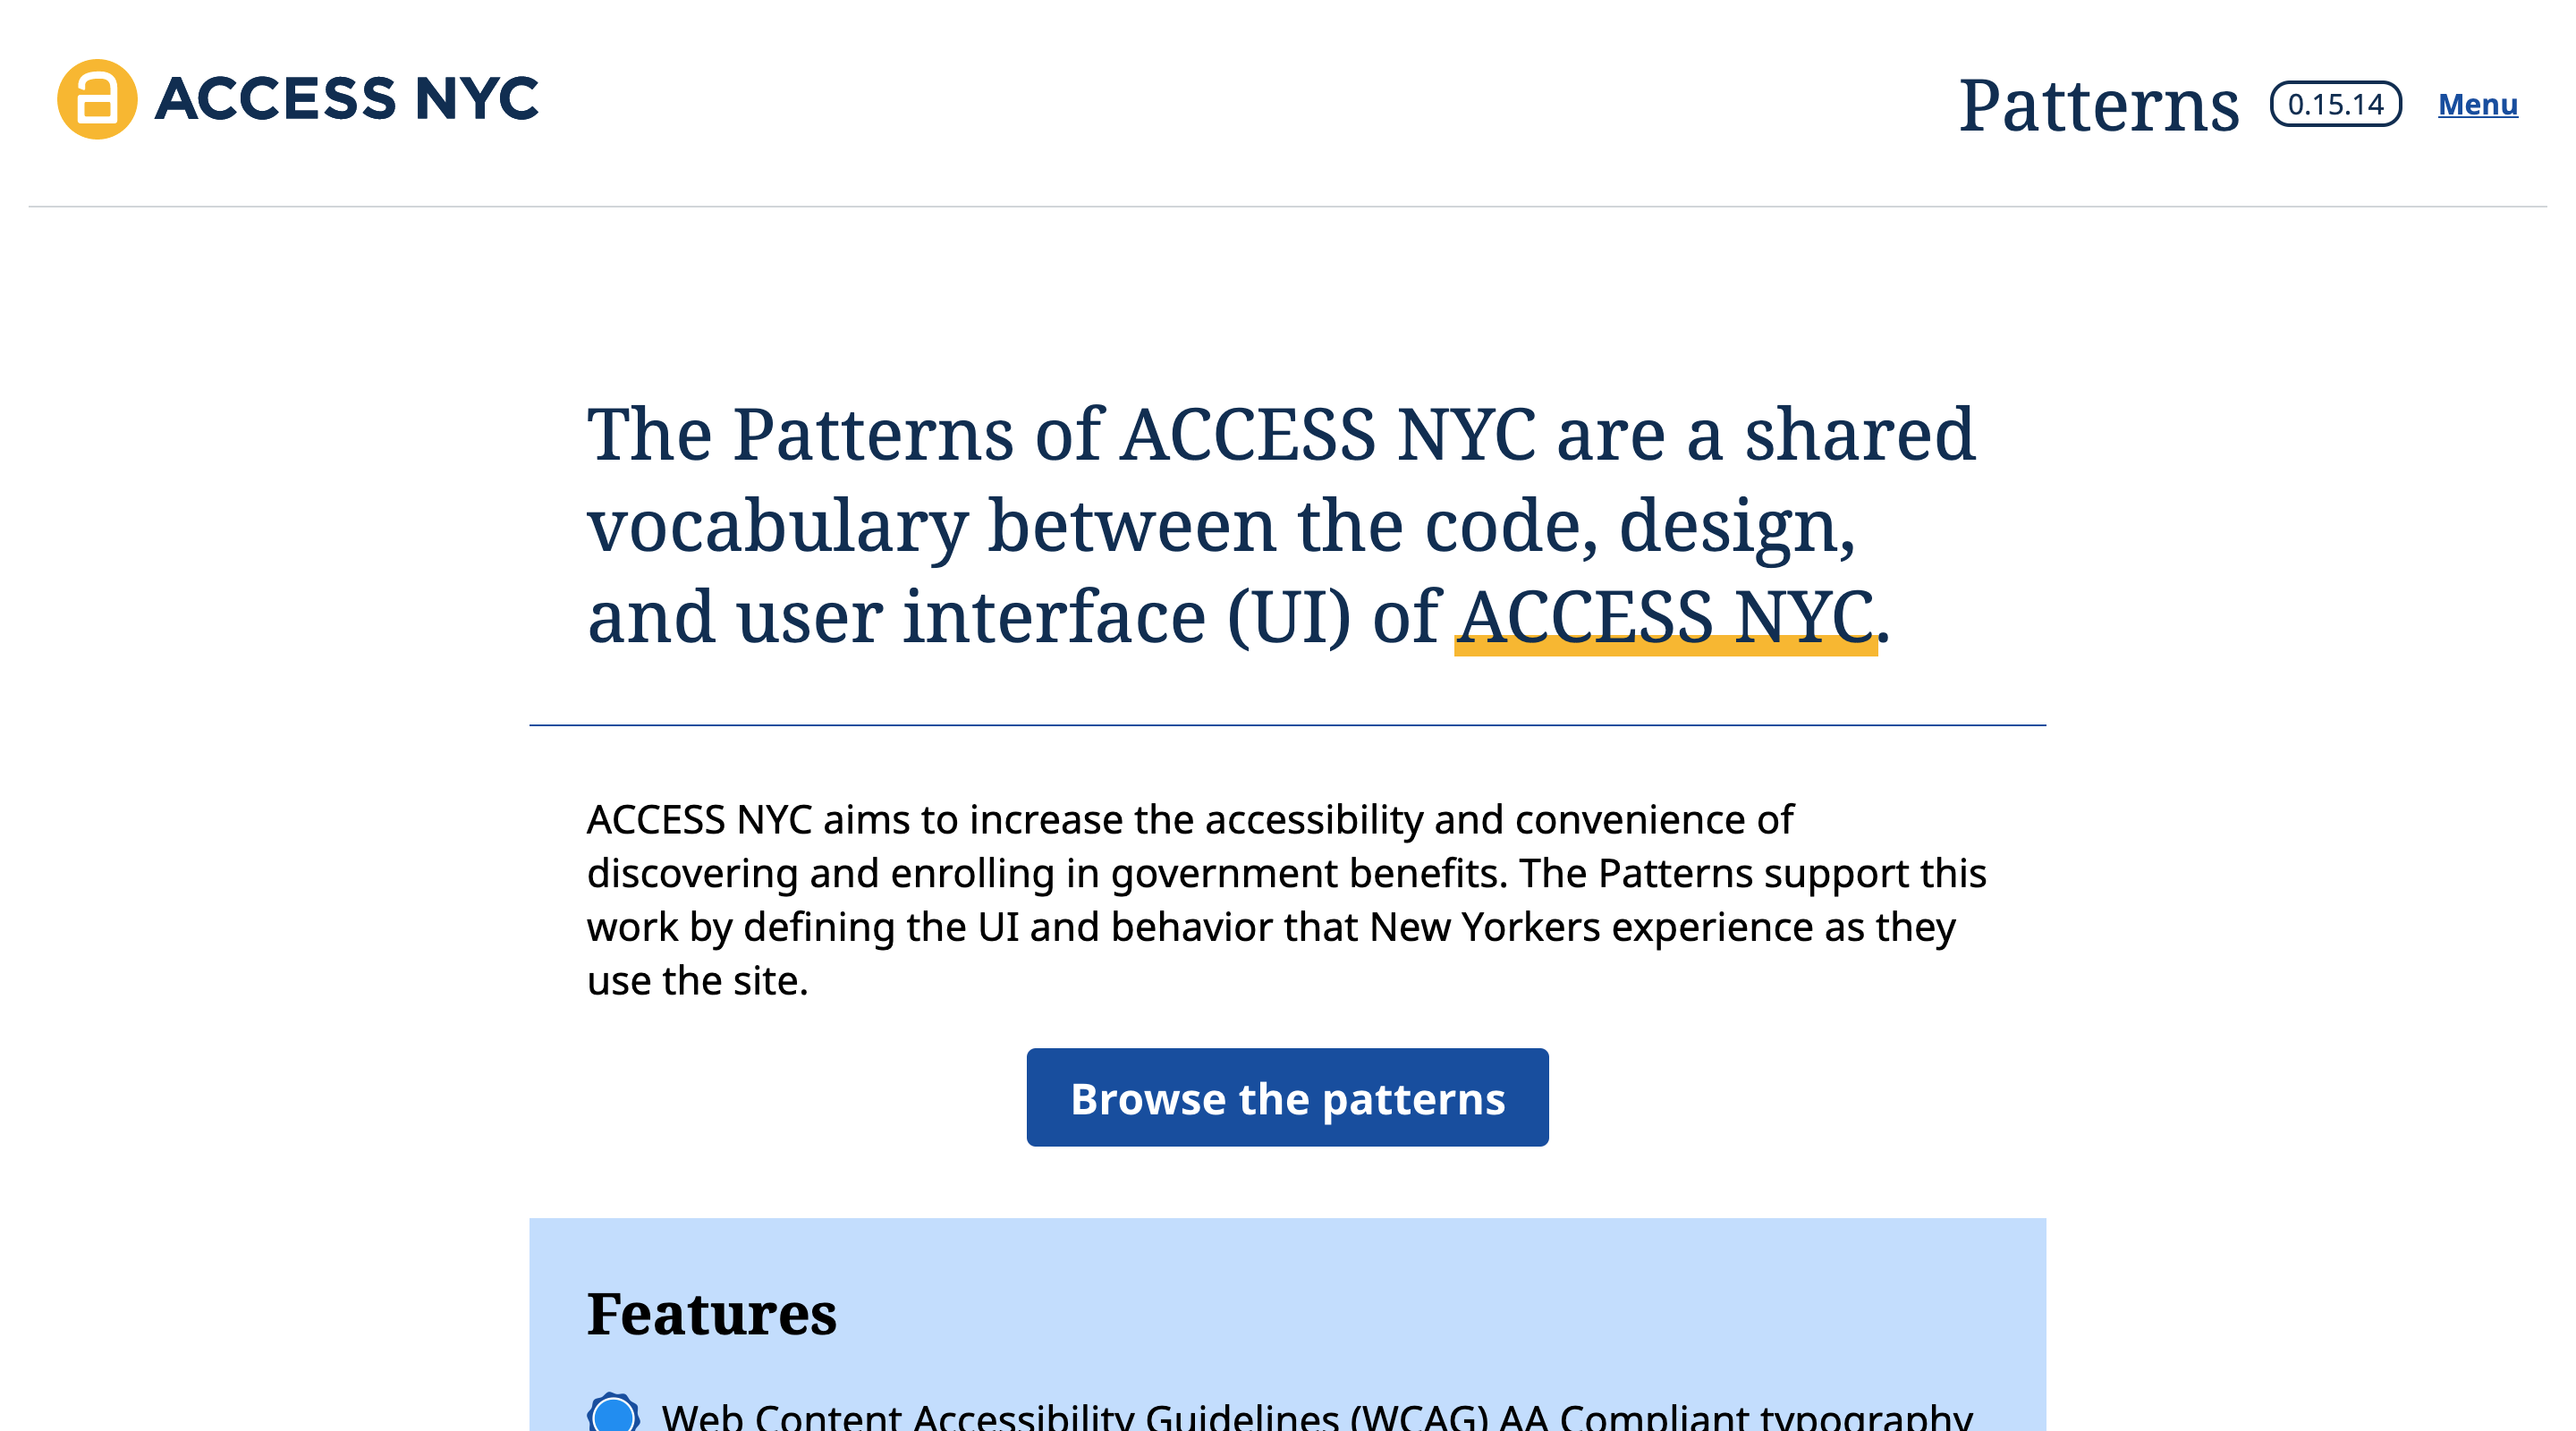 ACCESS NYC
Patterns 0.15.14 Menu
The Patterns of ACCESS NYC are a shared
vocabulary between the code, design,
and user interface (UI) of ACCESS NYC.
ACCESS NYC aims to increase the accessibility and convenience of
discovering and enrolling in government benefits. The Patterns support this
work by defining the UI and behavior that New Yorkers experience as they
use the site.
Browse the patterns
Features
Web Content Accessibility Guidelines (WCAG) AA Compliant typography